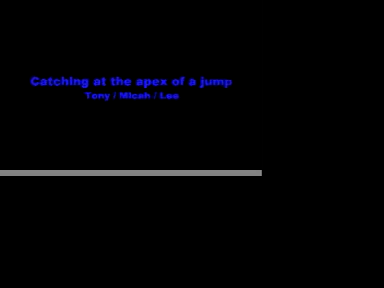 Catching at the apex of a jump
Tony / Micah / Lee